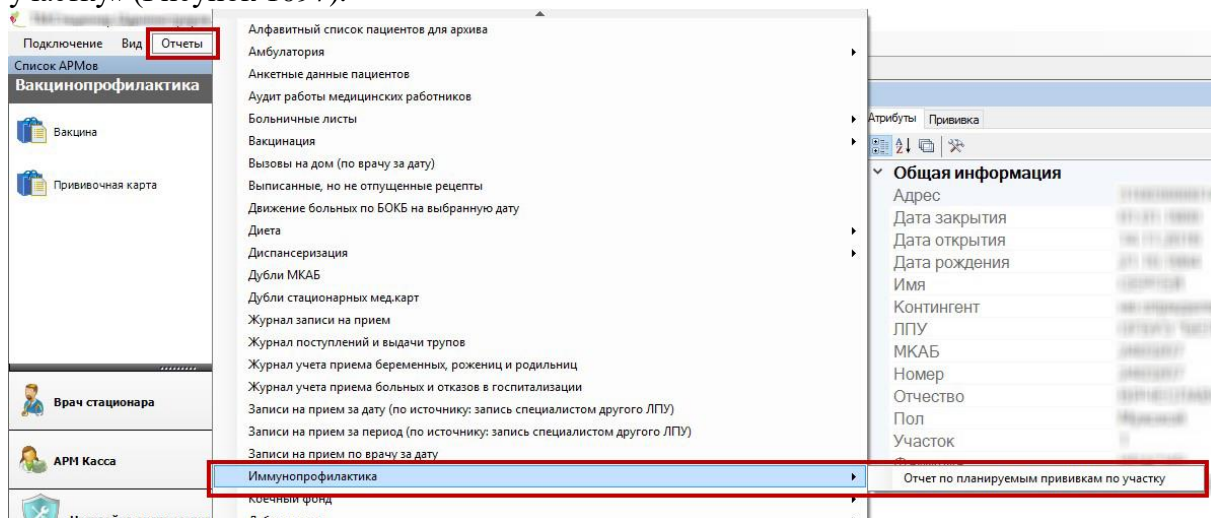 Подключение Вид Отчеты
Список АРМов
Вакцинопрофилактика
Вакцина
Прививочная карта
Врач стационара
АРМ Касса
Алфавитный список пациентов для архива
Амбулатория
Анкетные данные пациентов
Аудит работы медицинских работников
Больничные листы
Вакцинация
Вызовы на дом (по врачу за дату)
Выписанные, но не отпущенные рецепты
Движение больных по БОКБ на выбранную дату
Диета
Диспансеризация
Дубли МКАБ
Дубли стационарных мед.карт
Журнал записи на прием
Журнал поступлений и выдачи трупов
Журнал учета приема беременных, рожениц и родильниц
Журнал учета приема больных и отказов в госпитализации
Записи на прием за дату (по источнику: запись специалистом другого ЛПУ)
Записи на прием за период (по источнику: запись специалистом другого ЛПУ)
Записи на прием по врачу за дату
Иммунопрофилактика
Коечный фонд
Отчет по планируемым прививкам по участку
Атрибуты Прививка
Общая информация
Адрес
Дата закрытия
Дата открытия
Дата рождения
Имя
Контингент
ЛПУ
МКАБ
Номер
Отчество
Пол
Участок